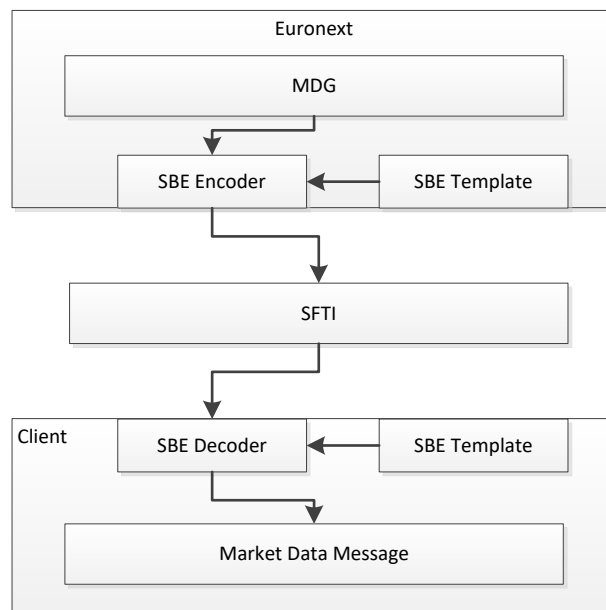 Euronext
MDG
SBE Encoder
SBE Template
SFTI
Client
SBE Decoder
SBE Template
Market Data Message